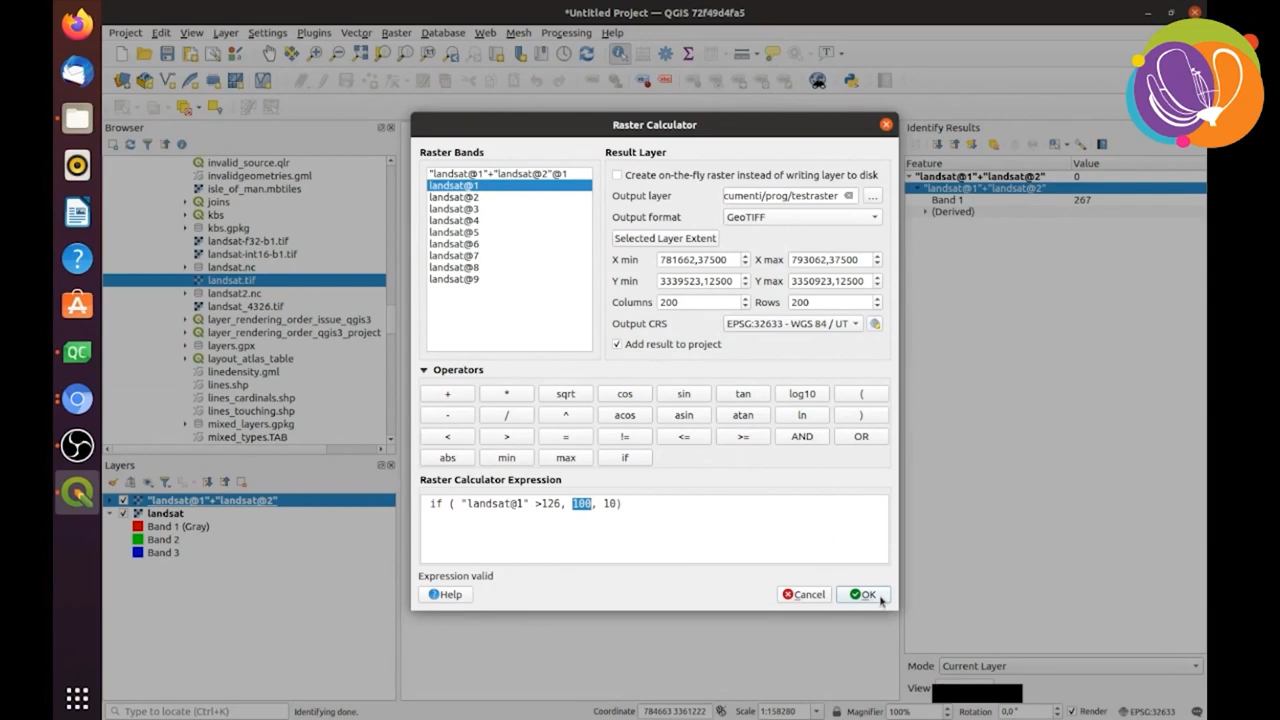 *Untitled Project — QGIS 72f49d4fa5
Project Edit View Layer Settings Plugins Vector Raster Database Web Mesh Processing Help
Browser
invalid_source.qlr
invalidgeometries.gml
isle_of_man.mbtiles
joins
kbs
kbs.gpkg
landsat-f32-b1.tif
landsat-int16-b1.tif
landsat.nc
landsat.tif
landsat2.nc
landsat_4326.tif
layer_rendering_order_issue_qgis3
layer_rendering_order_qgis3_project
layers.gpx
layout_atlas_table
linedensity.gml
lines.shp
lines_cardinals.shp
lines_touching.shp
mixed_layers.gpkg
mixed_types.TAB
Layers
"landsat@1"+"landsat@2"
landsat
Band 1 (Gray)
Band 2
Band 3
Raster Calculator
Raster Bands
"landsat@1"+"landsat@2"@1
landsat@1
landsat@2
landsat@3
landsat@4
landsat@5
landsat@6
landsat@7
landsat@8
landsat@9
Result Layer
Create on-the-fly raster instead of writing layer to disk
Output layer cumenti/prog/testraster ...
Output format GeoTIFF
Selected Layer Extent
X min 781662,37500 X max 793062,37500
Y min 3339523,12500 Y max 3350923,12500
Columns 200 Rows 200
Output CRS EPSG:32633 - WGS 84 / UT
Add result to project
Operators
+ * sqrt cos sin tan log10 (
- / ^ acos asin atan ln )
< > = != <= >= AND OR
abs min max if
Raster Calculator Expression
if ( "landsat@1" >126, 100, 10)
Expression valid
Help Cancel OK
Identify Results
Feature Value
"landsat@1"+"landsat@2" 0
"landsat@1"+"landsat@2"
Band 1 267
(Derived)
Mode Current Layer
View
Type to locate (Ctrl+K) Identifying done. Coordinate 784663 3361222 Scale 1:158280 Magnifier 100% Rotation 0,0 ° Render EPSG:32633